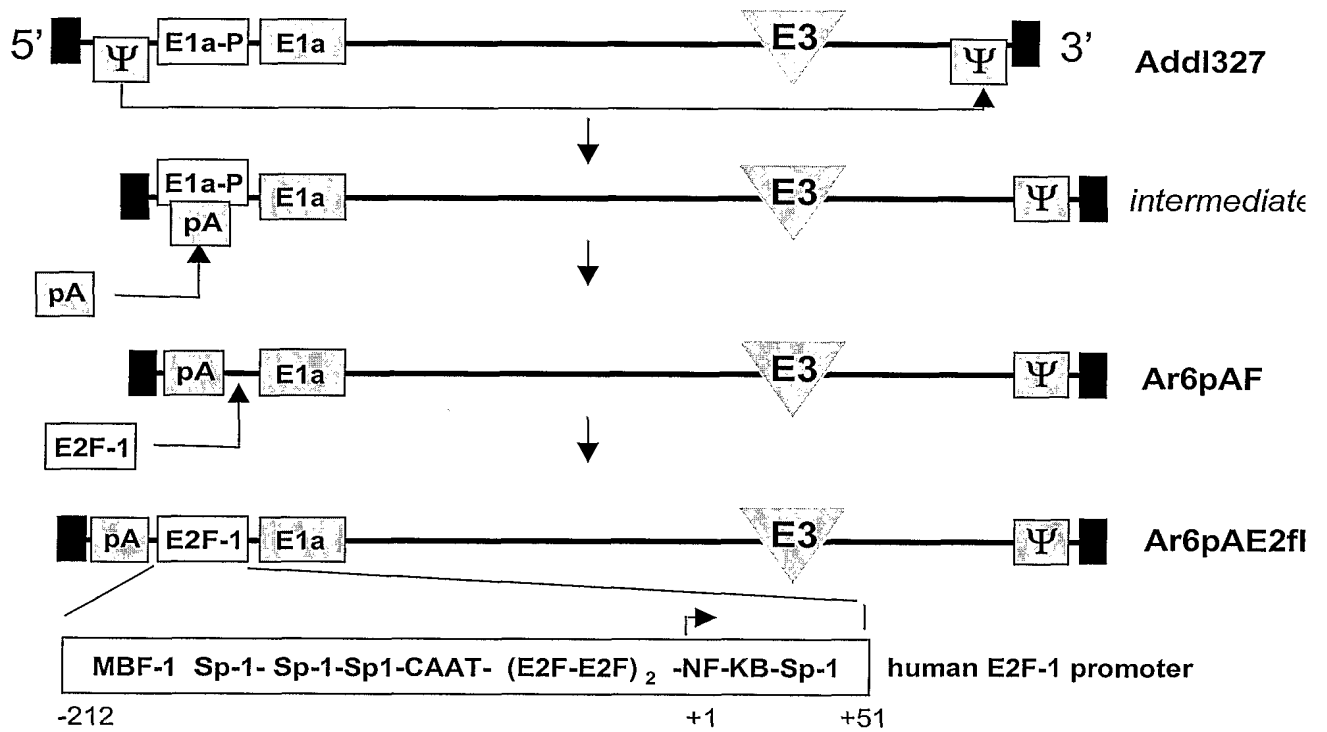 5' E1a-P E1a E3 3'
Ψ Ψ Addl327
E1a-P E1a E3 Ψ intermediate
pA
pA
pA E1a E3 Ψ Ar6pAF
E2F-1
pA E2F-1 E1a E3 Ψ Ar6pAE2fF
MBF-1 Sp-1- Sp-1-Sp1-CAAT- (E2F-E2F) 2 -NF-KB-Sp-1 human E2F-1 promoter
-212 +1 +51